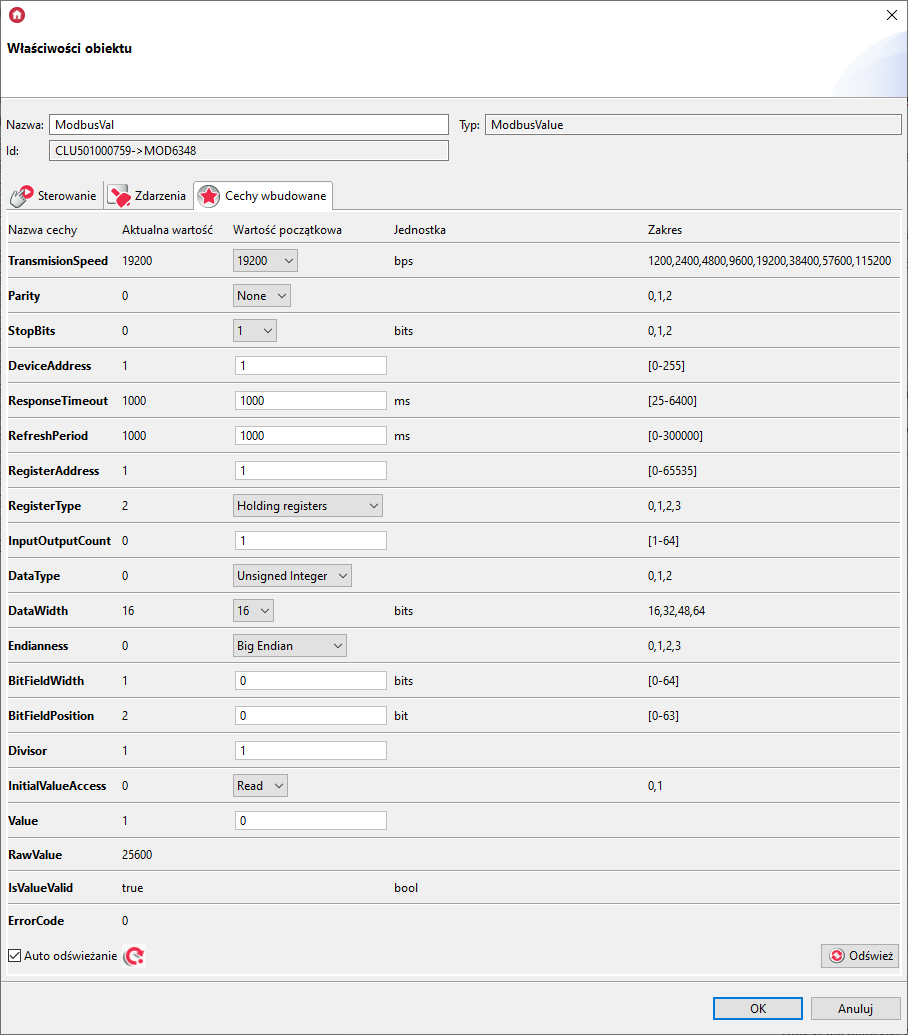 Właściwości obiektu
Nazwa: ModbusVal Typ: ModbusValue
Id: CLU501000759->MOD6348
Sterowanie Zdarzenia Cechy wbudowane
Nazwa cechy Aktualna wartość Wartość początkowa Jednostka Zakres
TransmisionSpeed 19200 19200 bps 1200,2400,4800,9600,19200,38400,57600,115200
Parity 0 None 0,1,2
StopBits 0 1 bits 0,1,2
DeviceAddress 1 1 [0-255]
ResponseTimeout 1000 1000 ms [25-6400]
RefreshPeriod 1000 1000 ms [0-300000]
RegisterAddress 1 1 [0-65535]
RegisterType 2 Holding registers 0,1,2,3
InputOutputCount 0 1 [1-64]
DataType 0 Unsigned Integer 0,1,2
DataWidth 16 16 bits 16,32,48,64
Endianness 0 Big Endian 0,1,2,3
BitFieldWidth 1 0 bits [0-64]
BitFieldPosition 2 0 bit [0-63]
Divisor 1 1
InitialValueAccess 0 Read 0,1
Value 1 0
RawValue 25600
IsValueValid true bool
ErrorCode 0
Auto odświeżanie Odśwież
OK Anuluj